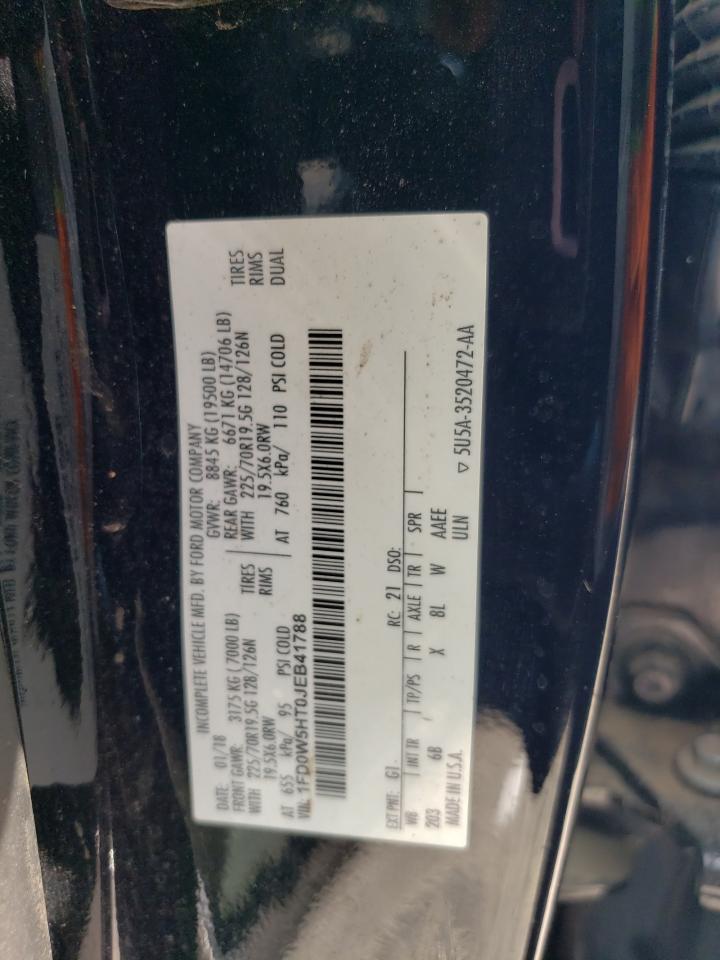 INCOMPLETE VEHICLE MFD. BY FORD MOTOR COMPANY
DATE: 01/18 GVWR: 8845 KG (19500 LB)
FRONT GAWR: 3175 KG (7000 LB) REAR GAWR: 6671 KG (14706 LB)
WITH 225/70R19.5G 128/126N TIRES WITH 225/70R19.5G 128/126N TIRES
19.5X6.0RW RIMS 19.5X6.0RW RIMS
AT 655 kPa/ 95 PSI COLD AT 760 kPa/ 110 PSI COLD DUAL
VIN: 1FD0W5HT0JEB41788
EXT PNT: G1 RC: 21 DSO:
WB INT TR TP/PS R AXLE TR SPR
203 6B X 8L W AAEE
MADE IN U.S.A. ULN
▽ 5U5A-3520472-AA